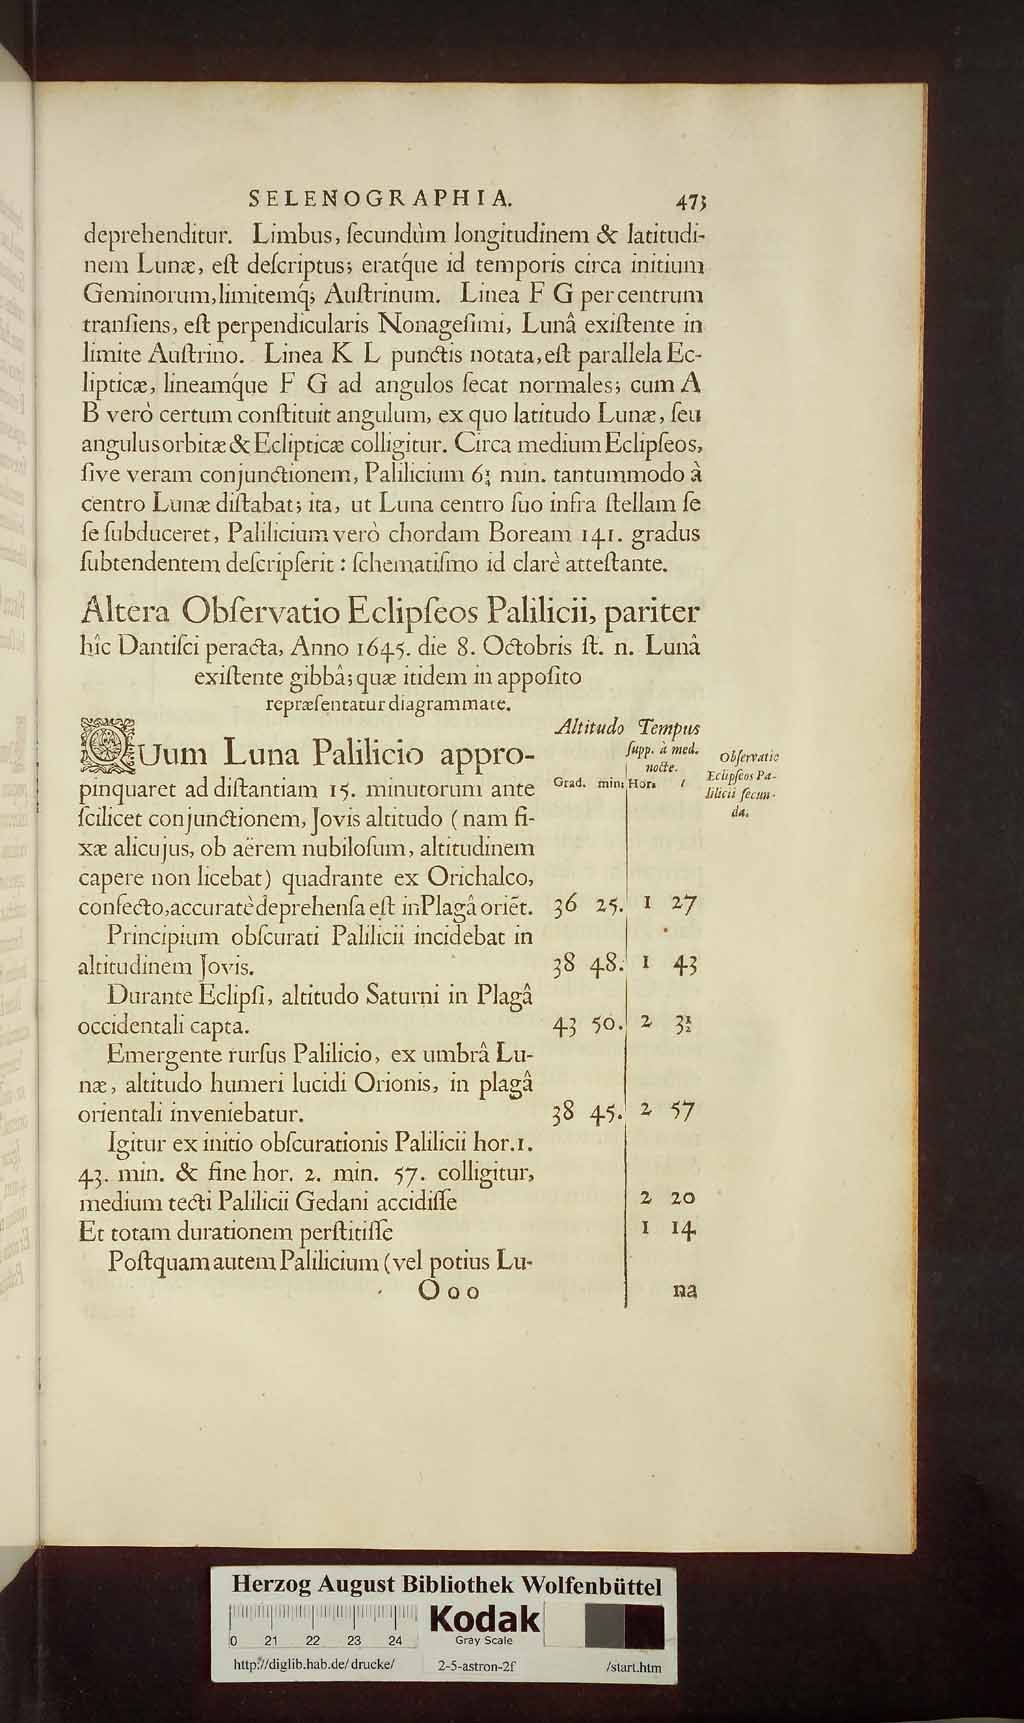 SELENOGRAPHIA. 473
deprehenditur. Limbus, ſecundùm longitudinem & latitudi-
nem Lunæ, eſt deſcriptus; eratq́ue id temporis circa initium
Geminorum, limitemq́; Auſtrinum. Linea F G per centrum
tranſiens, eſt perpendicularis Nonageſimi, Lunâ exiſtente in
limite Auſtrino. Linea K L punctis notata, eſt parallela Ec-
lipticæ, lineamq́ue F G ad angulos ſecat normales; cum A
B verò certum conſtituit angulum, ex quo latitudo Lunæ, ſeu
angulus orbitæ & Eclipticæ colligitur. Circa medium Eclipſeos,
ſive veram conjunctionem, Palilicium 6¼ min. tantummodo à
centro Lunæ diſtabat; ita, ut Luna centro ſuo infra ſtellam ſe
ſe ſubduceret, Palilicium verò chordam Boream 141. gradus
ſubtendentem deſcripſerit: ſchematiſmo id clarè atteſtante.
Altera Obſervatio Eclipſeos Palilicii, pariter
hîc Dantiſci peracta, Anno 1645. die 8. Octobris ſt. n. Lunâ
exiſtente gibbâ; quæ itidem in appoſito
repræſentatur diagrammate.
Altitudo Tempus
ſupp. à med.
nocte.
Grad. min. Hor. ′
Obſervatio
Eclipſeos Pa-
lilicii ſecun-
da.
QUum Luna Palilicio appro-
pinquaret ad diſtantiam 15. minutorum ante
ſcilicet conjunctionem, Jovis altitudo (nam fi-
xæ alicujus, ob aërem nubiloſum, altitudinem
capere non licebat) quadrante ex Orichalco,
confecto, accuratè deprehenſa eſt in Plagâ oriẽt. 36 25. 1 27
Principium obſcurati Palilicii incidebat in
altitudinem Jovis. 38 48. 1 43
Durante Eclipſi, altitudo Saturni in Plagâ
occidentali capta. 43 50. 2 3½
Emergente rurſus Palilicio, ex umbrâ Lu-
næ, altitudo humeri lucidi Orionis, in plagâ
orientali inveniebatur. 38 45. 2 57
Igitur ex initio obſcurationis Palilicii hor. 1.
43. min. & fine hor. 2. min. 57. colligitur,
medium tecti Palilicii Gedani accidiſſe 2 20
Et totam durationem perſtitiſſe 1 14
Poſtquam autem Palilicium (vel potius Lu-
Ooo na
Herzog August Bibliothek Wolfenbüttel
0 21 22 23 24
Kodak
Gray Scale
http://diglib.hab.de/drucke/ 2-5-astron-2f /start.htm